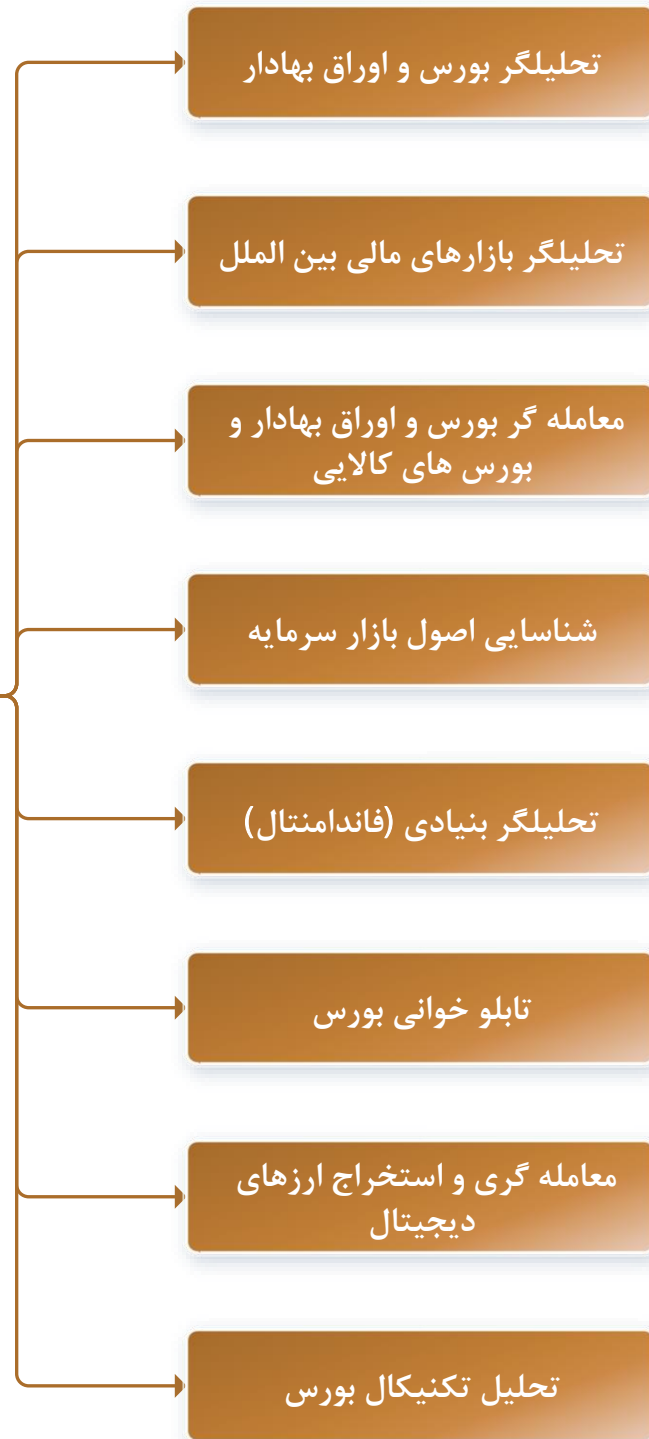 تحلیلگر بورس و اوراق بهادار
تحلیلگر بازارهای مالی بین الملل
معامله گر بورس و اوراق بهادار و
بورس های کالایی
شناسایی اصول بازار سرمایه
تحلیلگر بنیادی (فاندامنتال)
تابلو خوانی بورس
معامله گری و استخراج ارزهای
دیجیتال
تحلیل تکنیکال بورس